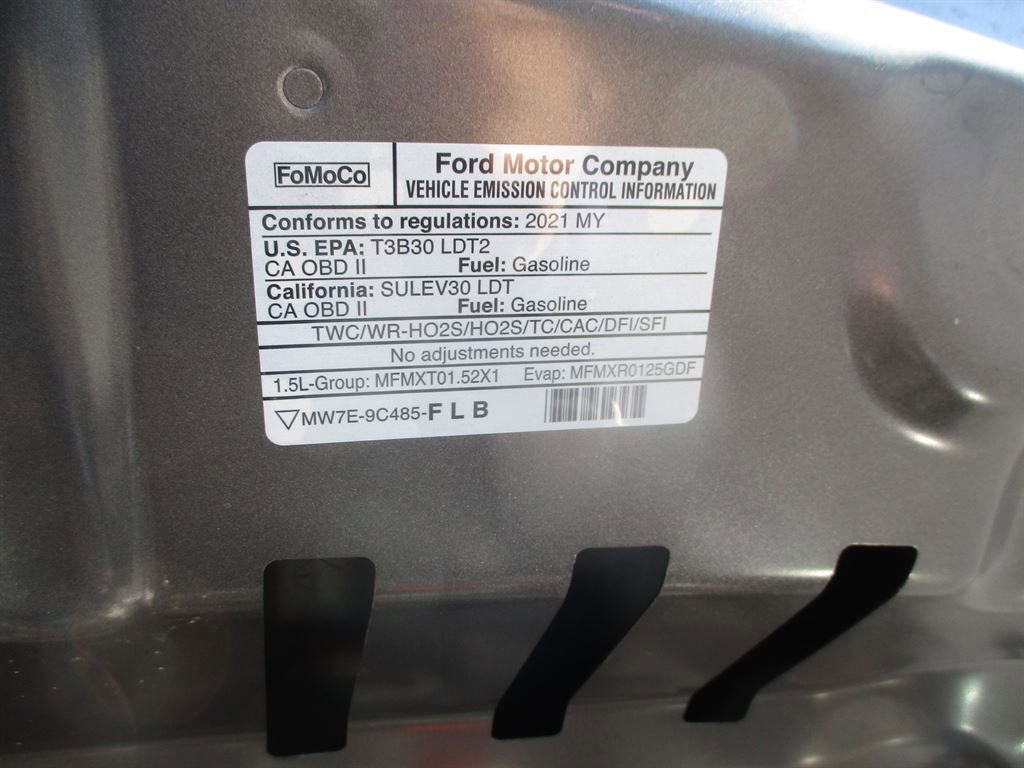 FoMoCo
Ford Motor Company
VEHICLE EMISSION CONTROL INFORMATION
Conforms to regulations: 2021 MY
U.S. EPA: T3B30 LDT2
CA OBD II Fuel: Gasoline
California: SULEV30 LDT
CA OBD II Fuel: Gasoline
TWC/WR-HO2S/HO2S/TC/CAC/DFI/SFI
No adjustments needed.
1.5L-Group: MFMXT01.52X1 Evap: MFMXR0125GDF
MW7E-9C485-F L B